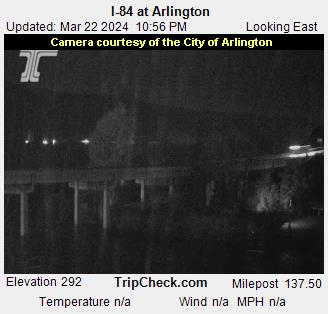 I-84 at Arlington
Updated: Mar 22 2024 10:56 PM Looking East
Camera courtesy of the City of Arlington
Elevation 292 TripCheck.com Milepost 137.50
Temperature n/a Wind n/a MPH n/a